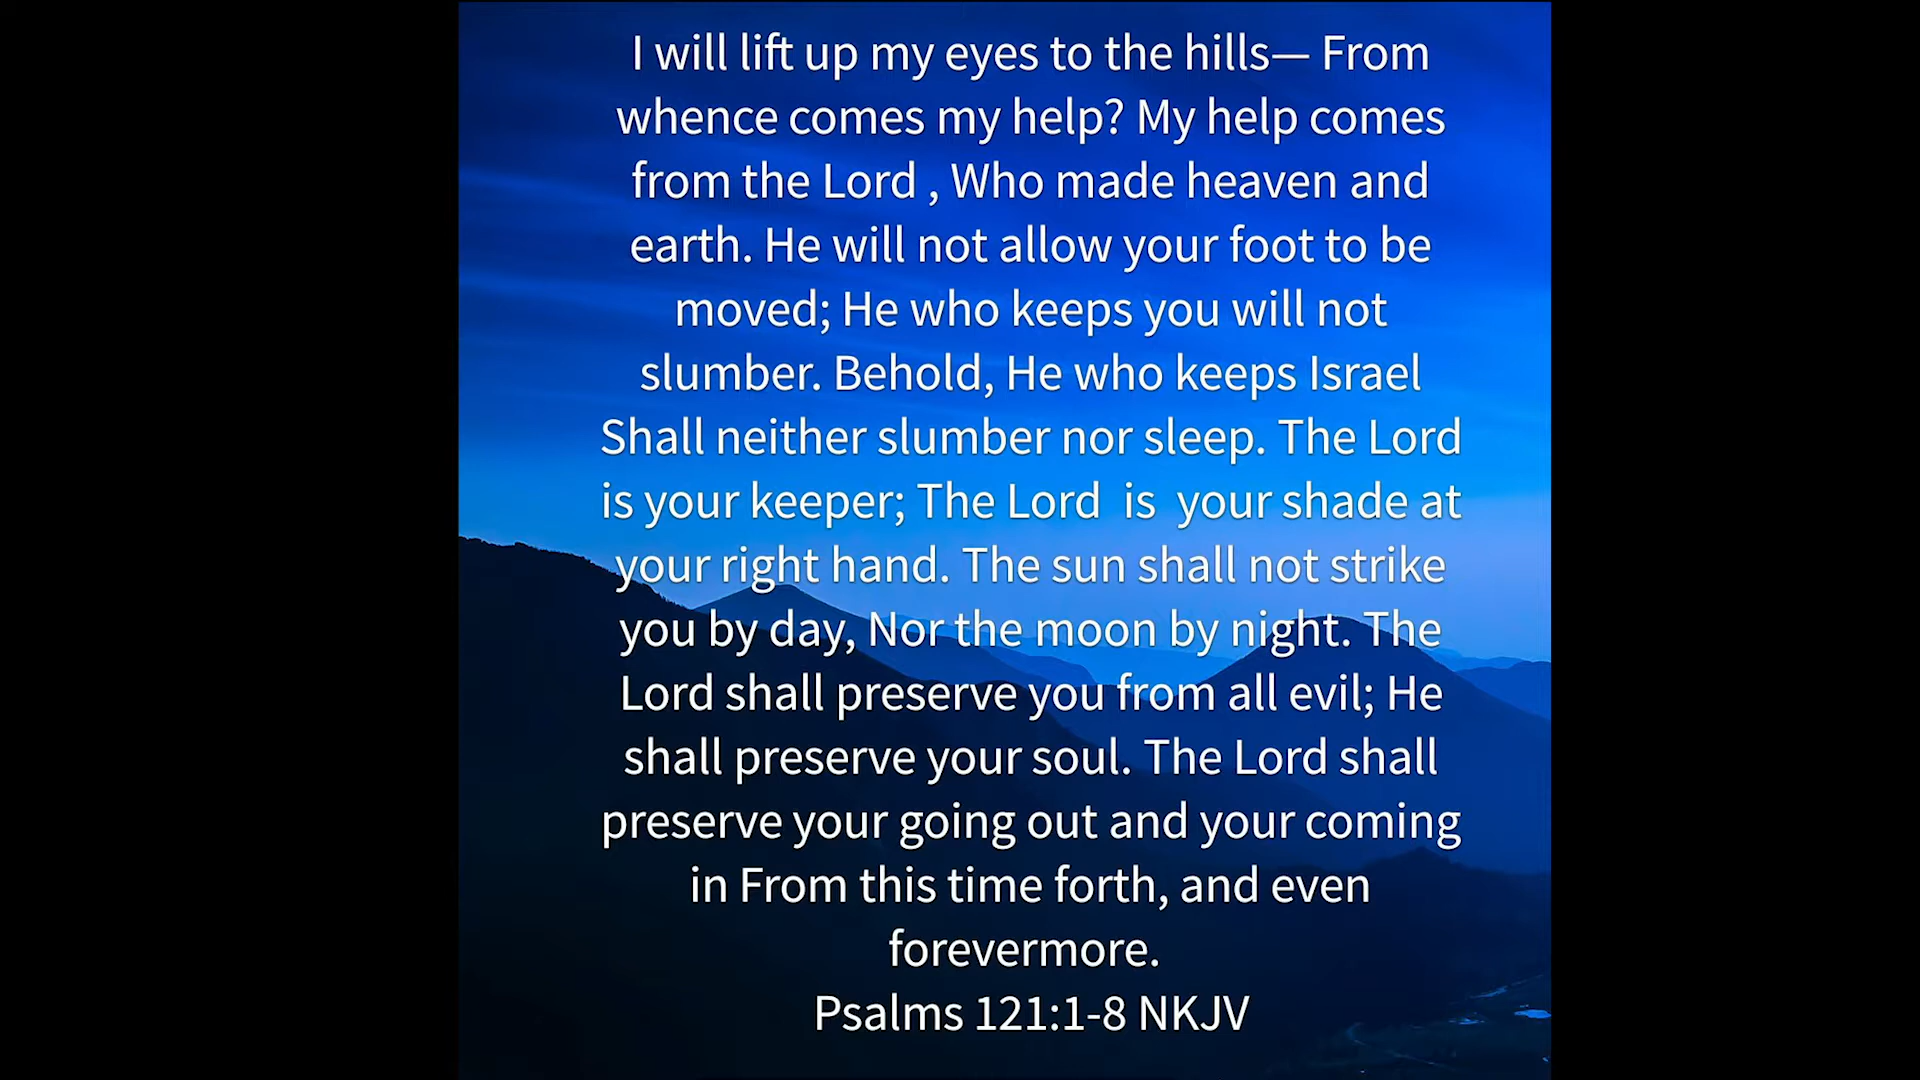 I will lift up my eyes to the hills— From
whence comes my help? My help comes
from the Lord , Who made heaven and
earth. He will not allow your foot to be
moved; He who keeps you will not
slumber. Behold, He who keeps Israel
Shall neither slumber nor sleep. The Lord
is your keeper; The Lord  is  your shade at
your right hand. The sun shall not strike
you by day, Nor the moon by night. The
Lord shall preserve you from all evil; He
shall preserve your soul. The Lord shall
preserve your going out and your coming
in From this time forth, and even
forevermore.
Psalms 121:1-8 NKJV